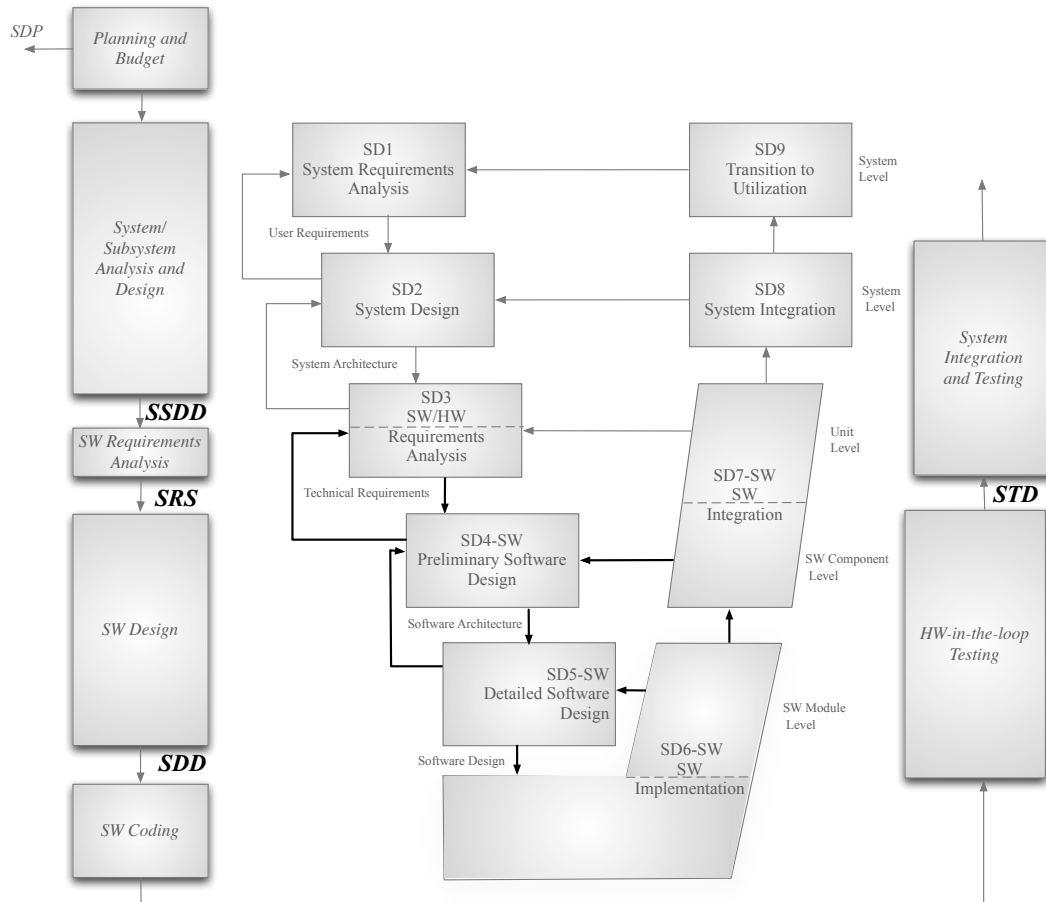 SDP
Planning and
Budget
System/
Subsystem
Analysis and
Design
SSDD
SW Requirements
Analysis
SRS
SW Design
SDD
SW Coding
SD1
System Requirements
Analysis
User Requirements
SD2
System Design
System Architecture
SD3
SW/HW
Requirements
Analysis
Technical Requirements
SD4-SW
Preliminary Software
Design
Software Architecture
SD5-SW
Detailed Software
Design
Software Design
SD6-SW
SW
Implementation
SW Module
Level
SD7-SW
SW
Integration
Unit
Level
SW Component
Level
SD8
System Integration
System
Level
SD9
Transition to
Utilization
System
Level
System
Integration
and Testing
STD
HW-in-the-loop
Testing